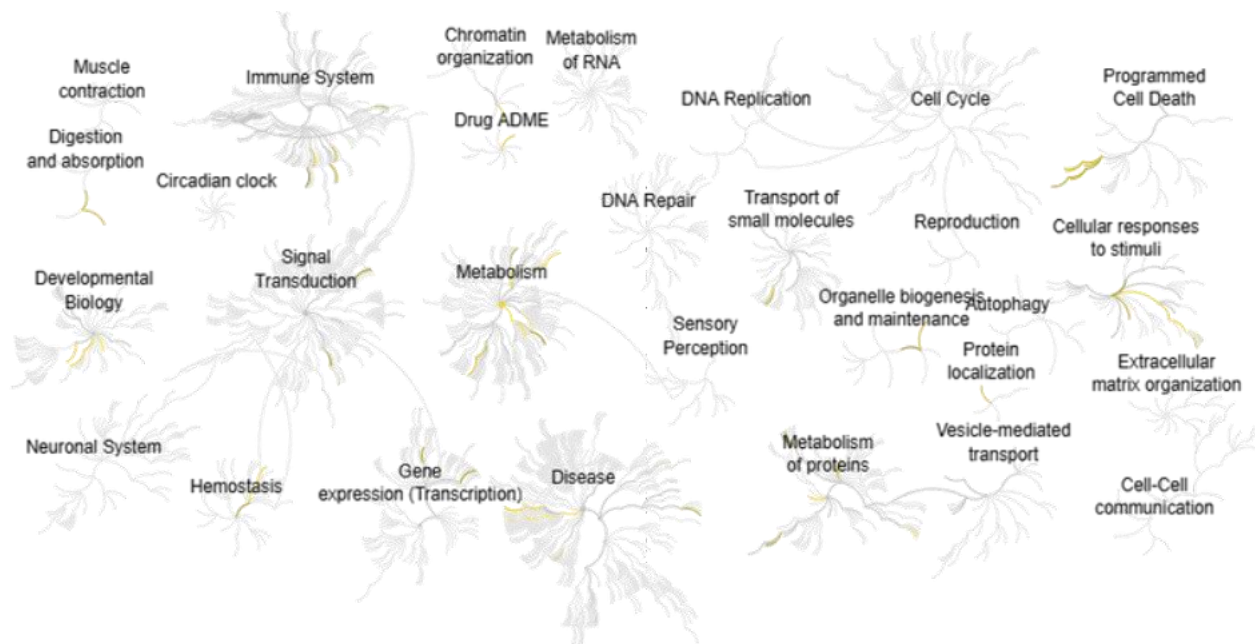 Muscle
contraction
Immune System
Chromatin
organization
Metabolism
of RNA
DNA Replication
Cell Cycle
Programmed
Cell Death
Digestion
and absorption
Drug ADME
Circadian clock
DNA Repair
Transport of
small molecules
Reproduction
Cellular responses
to stimuli
Developmental
Biology
Signal
Transduction
Metabolism
Organelle biogenesis
and maintenance
Autophagy
Sensory
Perception
Protein
localization
Extracellular
matrix organization
Neuronal System
Hemostasis
Gene
expression (Transcription)
Disease
Metabolism
of proteins
Vesicle-mediated
transport
Cell-Cell
communication